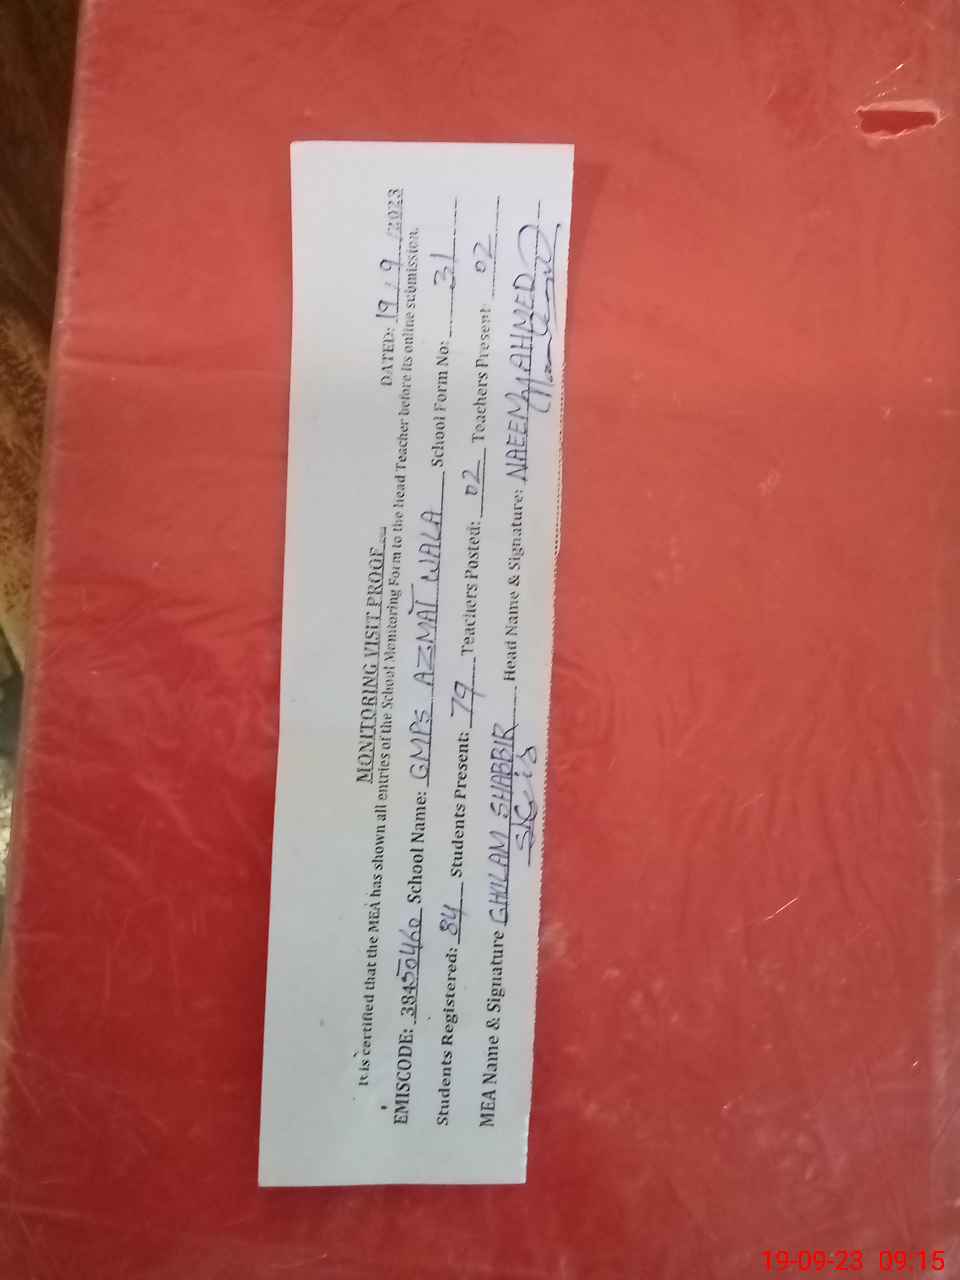 MONITORING VISIT PROOF
DATED: 19/9/2023
It is certified that the MEA has shown all entries of the School Monitoring Form to the Head Teacher before its online submission.
EMISCODE: 38450460 School Name: GMPS AZMAT WALA School Form No: 31
Students Registered: 84 Students Present: 79 Teachers Posted: 02 Teachers Present: 02
MEA Name & Signature GHULAM SHABBIR Head Name & Signature: NAEEM AHMED
19-09-23 09:15